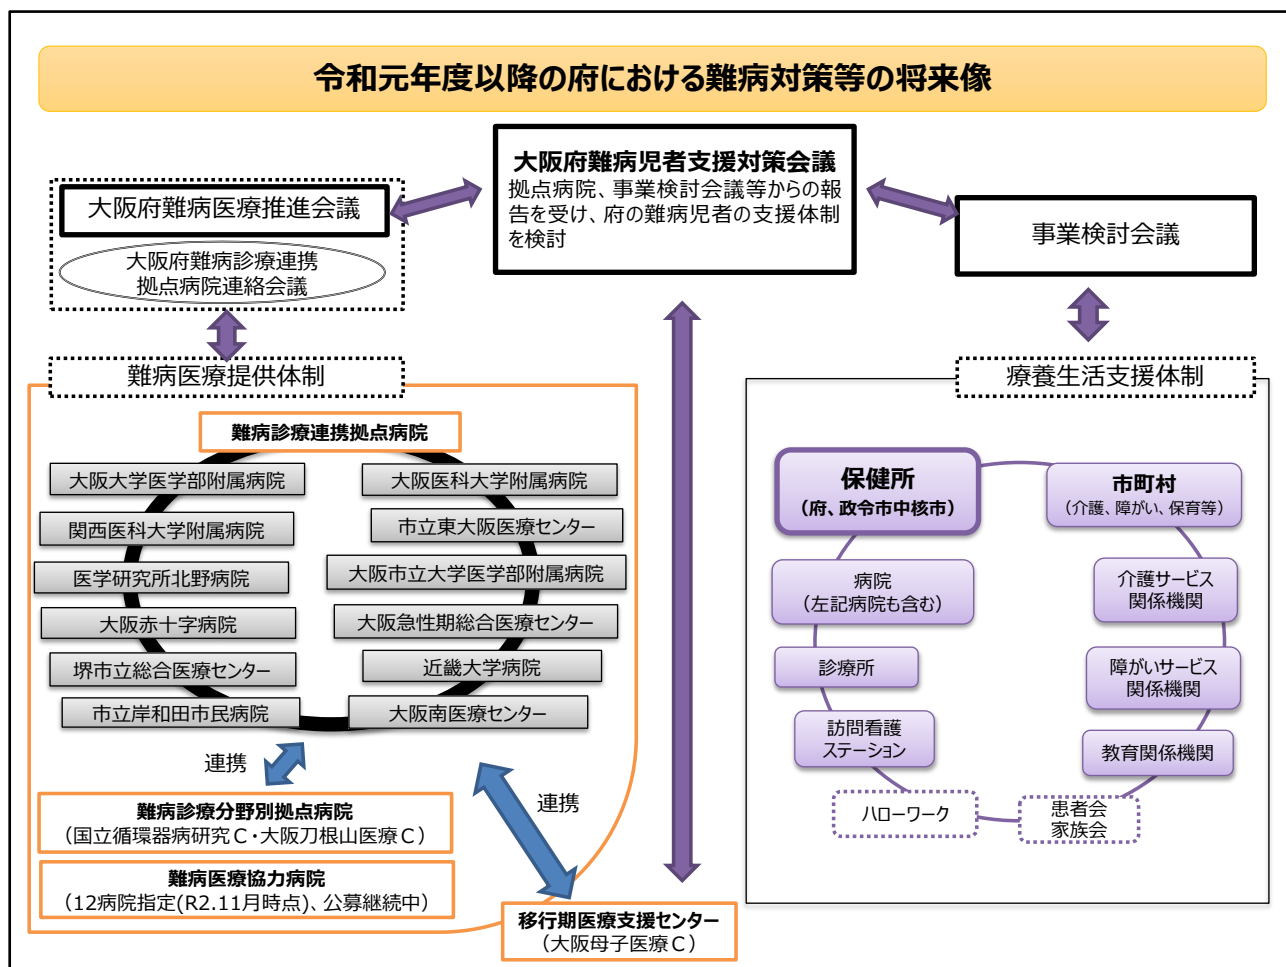 令和元年度以降の府における難病対策等の将来像
大阪府難病児者支援対策会議
拠点病院、事業検討会議等からの報
告を受け、府の難病児者の支援体制
を検討
大阪府難病医療推進会議
大阪府難病診療連携
拠点病院連絡会議
事業検討会議
難病医療提供体制
難病診療連携拠点病院
大阪大学医学部附属病院
大阪医科大学附属病院
関西医科大学附属病院
市立東大阪医療センター
医学研究所北野病院
大阪市立大学医学部附属病院
大阪赤十字病院
大阪急性期総合医療センター
堺市立総合医療センター
近畿大学病院
市立岸和田市民病院
大阪南医療センター
連携
連携
難病診療分野別拠点病院
（国立循環器病研究C・大阪刀根山医療C）
難病医療協力病院
（12病院指定(R2.11月時点)、公募継続中）
移行期医療支援センター
（大阪母子医療C）
療養生活支援体制
保健所
（府、政令市中核市）
市町村
（介護、障がい、保育等）
病院
（左記病院も含む）
介護サービス
関係機関
診療所
障がいサービス
関係機関
訪問看護
ステーション
教育関係機関
ハローワーク
患者会
家族会